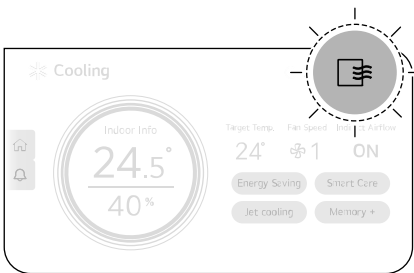 Cooling
Indoor Info
24.5°
40%
Target Temp. Fan Speed Indirect Airflow
24° 1 ON
Energy Saving Smart Care
Jet cooling Memory +